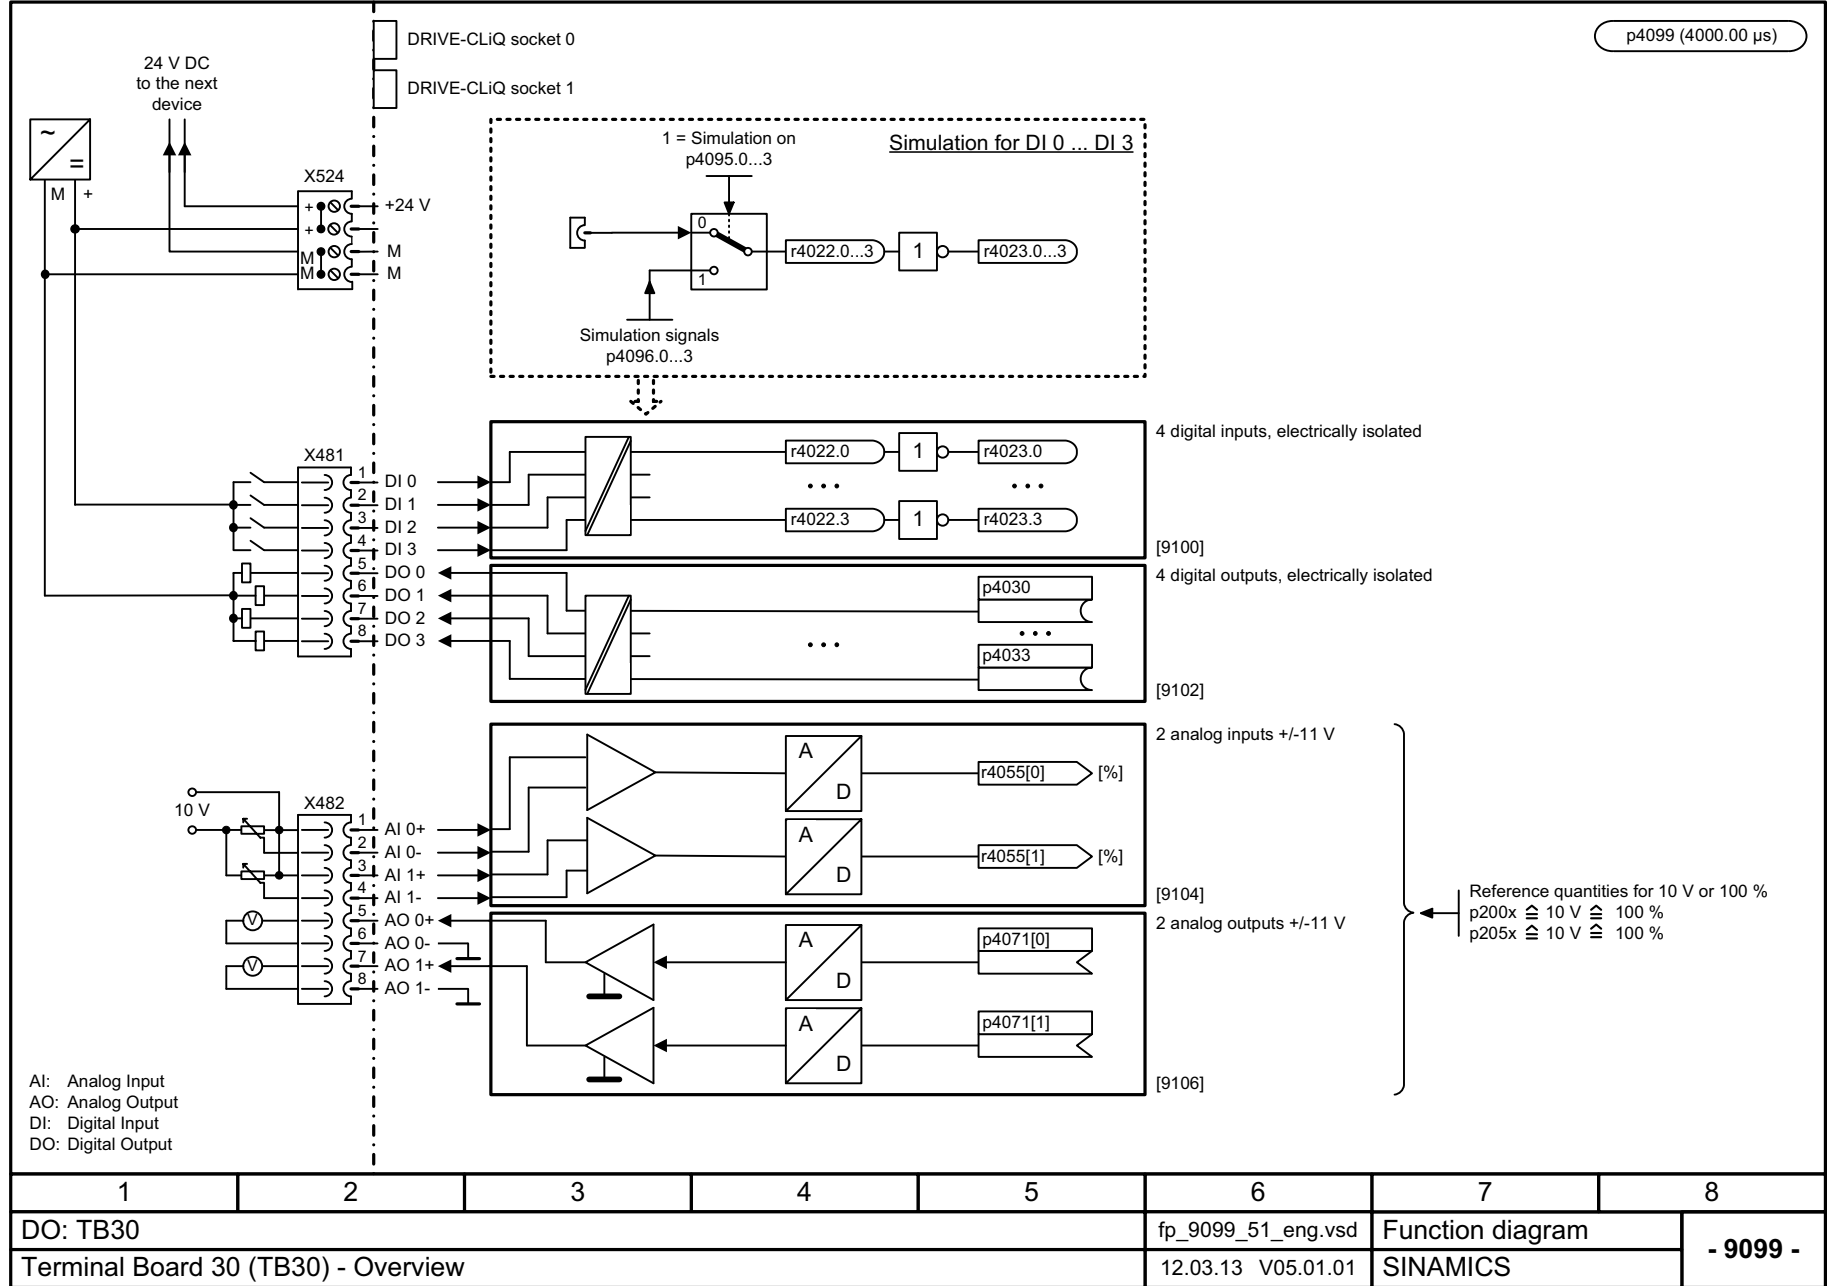 DRIVE-CLiQ socket 0
p4099 (4000.00 µs)
24 V DC
to the next
device
DRIVE-CLiQ socket 1
~
=
M +
1 = Simulation on
p4095.0...3
Simulation for DI 0 ... DI 3
X524
+ +24 V
+
M M
M M
0
1
r4022.0...3
1
r4023.0...3
Simulation signals
p4096.0...3
4 digital inputs, electrically isolated
X481
1 DI 0
2 DI 1
3 DI 2
4 DI 3
5 DO 0
6 DO 1
7 DO 2
8 DO 3
r4022.0
1
r4023.0
...
...
r4022.3
1
r4023.3
[9100]
4 digital outputs, electrically isolated
p4030
...
...
p4033
[9102]
2 analog inputs +/-11 V
10 V
X482
1 AI 0+
2 AI 0-
3 AI 1+
4 AI 1-
5 AO 0+
6 AO 0-
7 AO 1+
8 AO 1-
V
V
A
D
r4055[0]
[%]
A
D
r4055[1]
[%]
[9104]
2 analog outputs +/-11 V
A
D
p4071[0]
A
D
p4071[1]
[9106]
Reference quantities for 10 V or 100 %
p200x ≙ 10 V ≙ 100 %
p205x ≙ 10 V ≙ 100 %
AI: Analog Input
AO: Analog Output
DI: Digital Input
DO: Digital Output
1 2 3 4 5 6 7 8
DO: TB30
fp_9099_51_eng.vsd
Function diagram
- 9099 -
Terminal Board 30 (TB30) - Overview
12.03.13 V05.01.01
SINAMICS